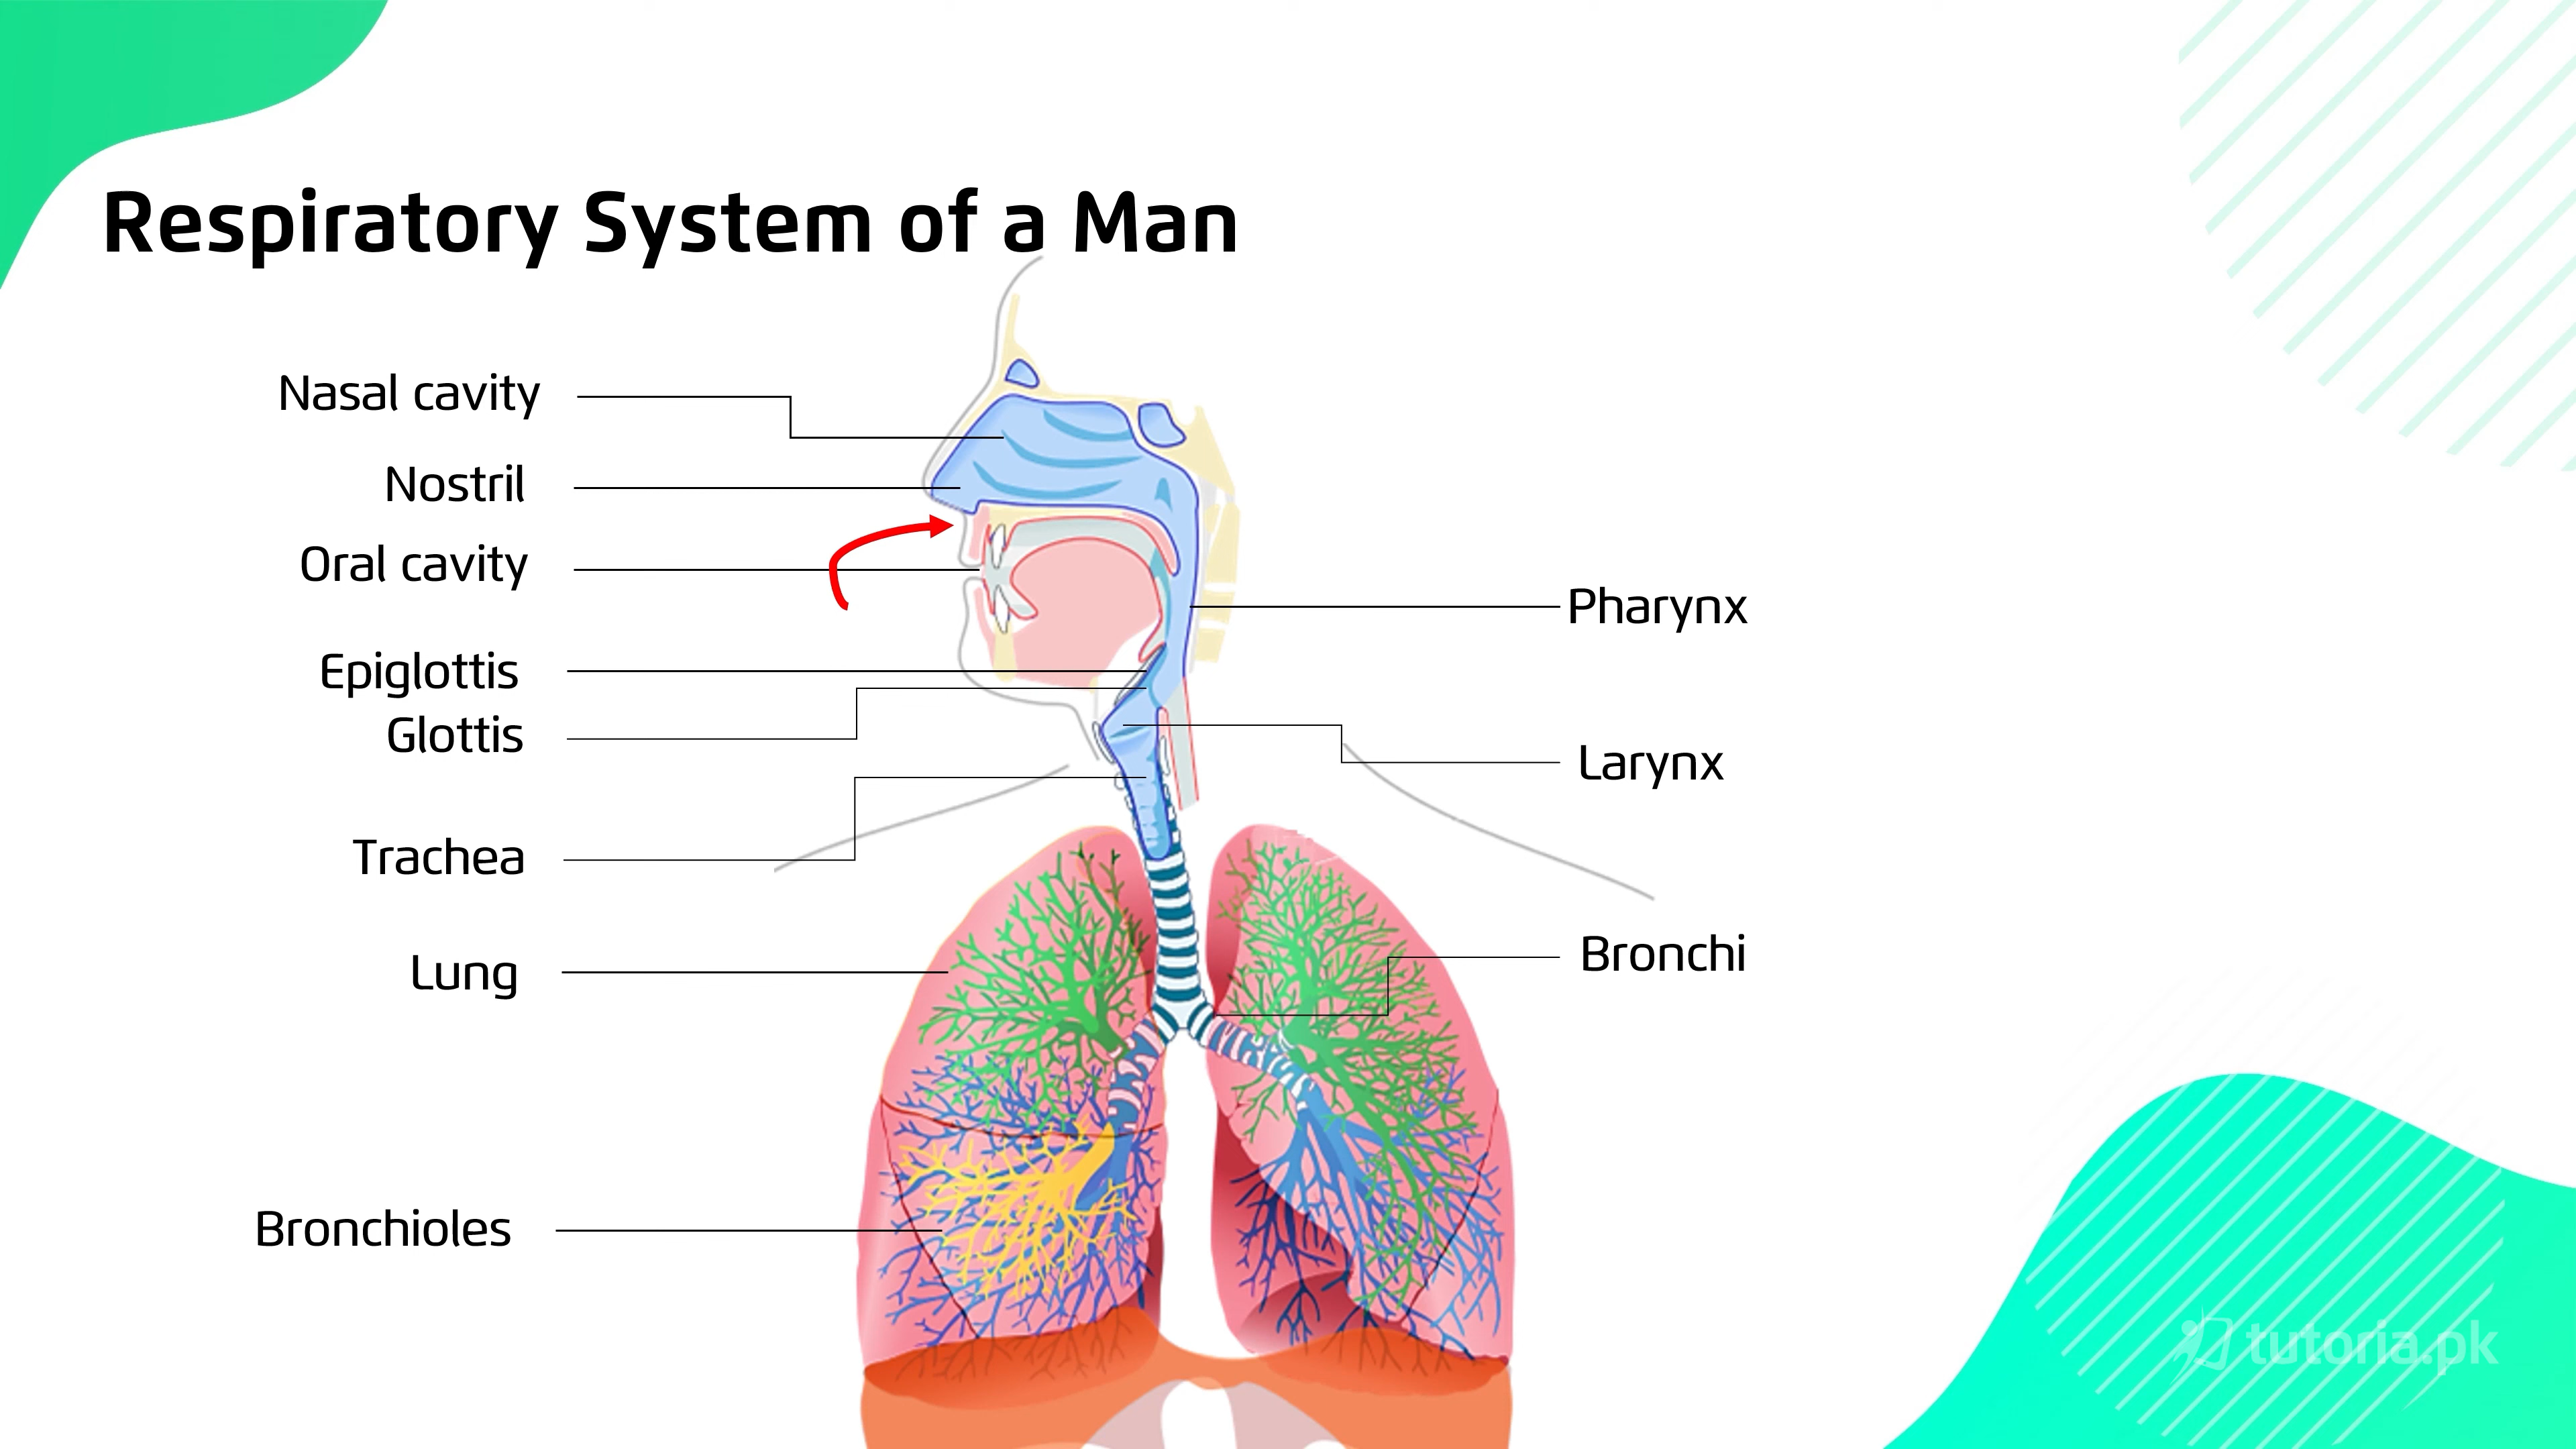 Respiratory System of a Man
Nasal cavity
Nostril
Oral cavity
Epiglottis
Glottis
Trachea
Lung
Bronchioles
Pharynx
Larynx
Bronchi
tutoria.pk